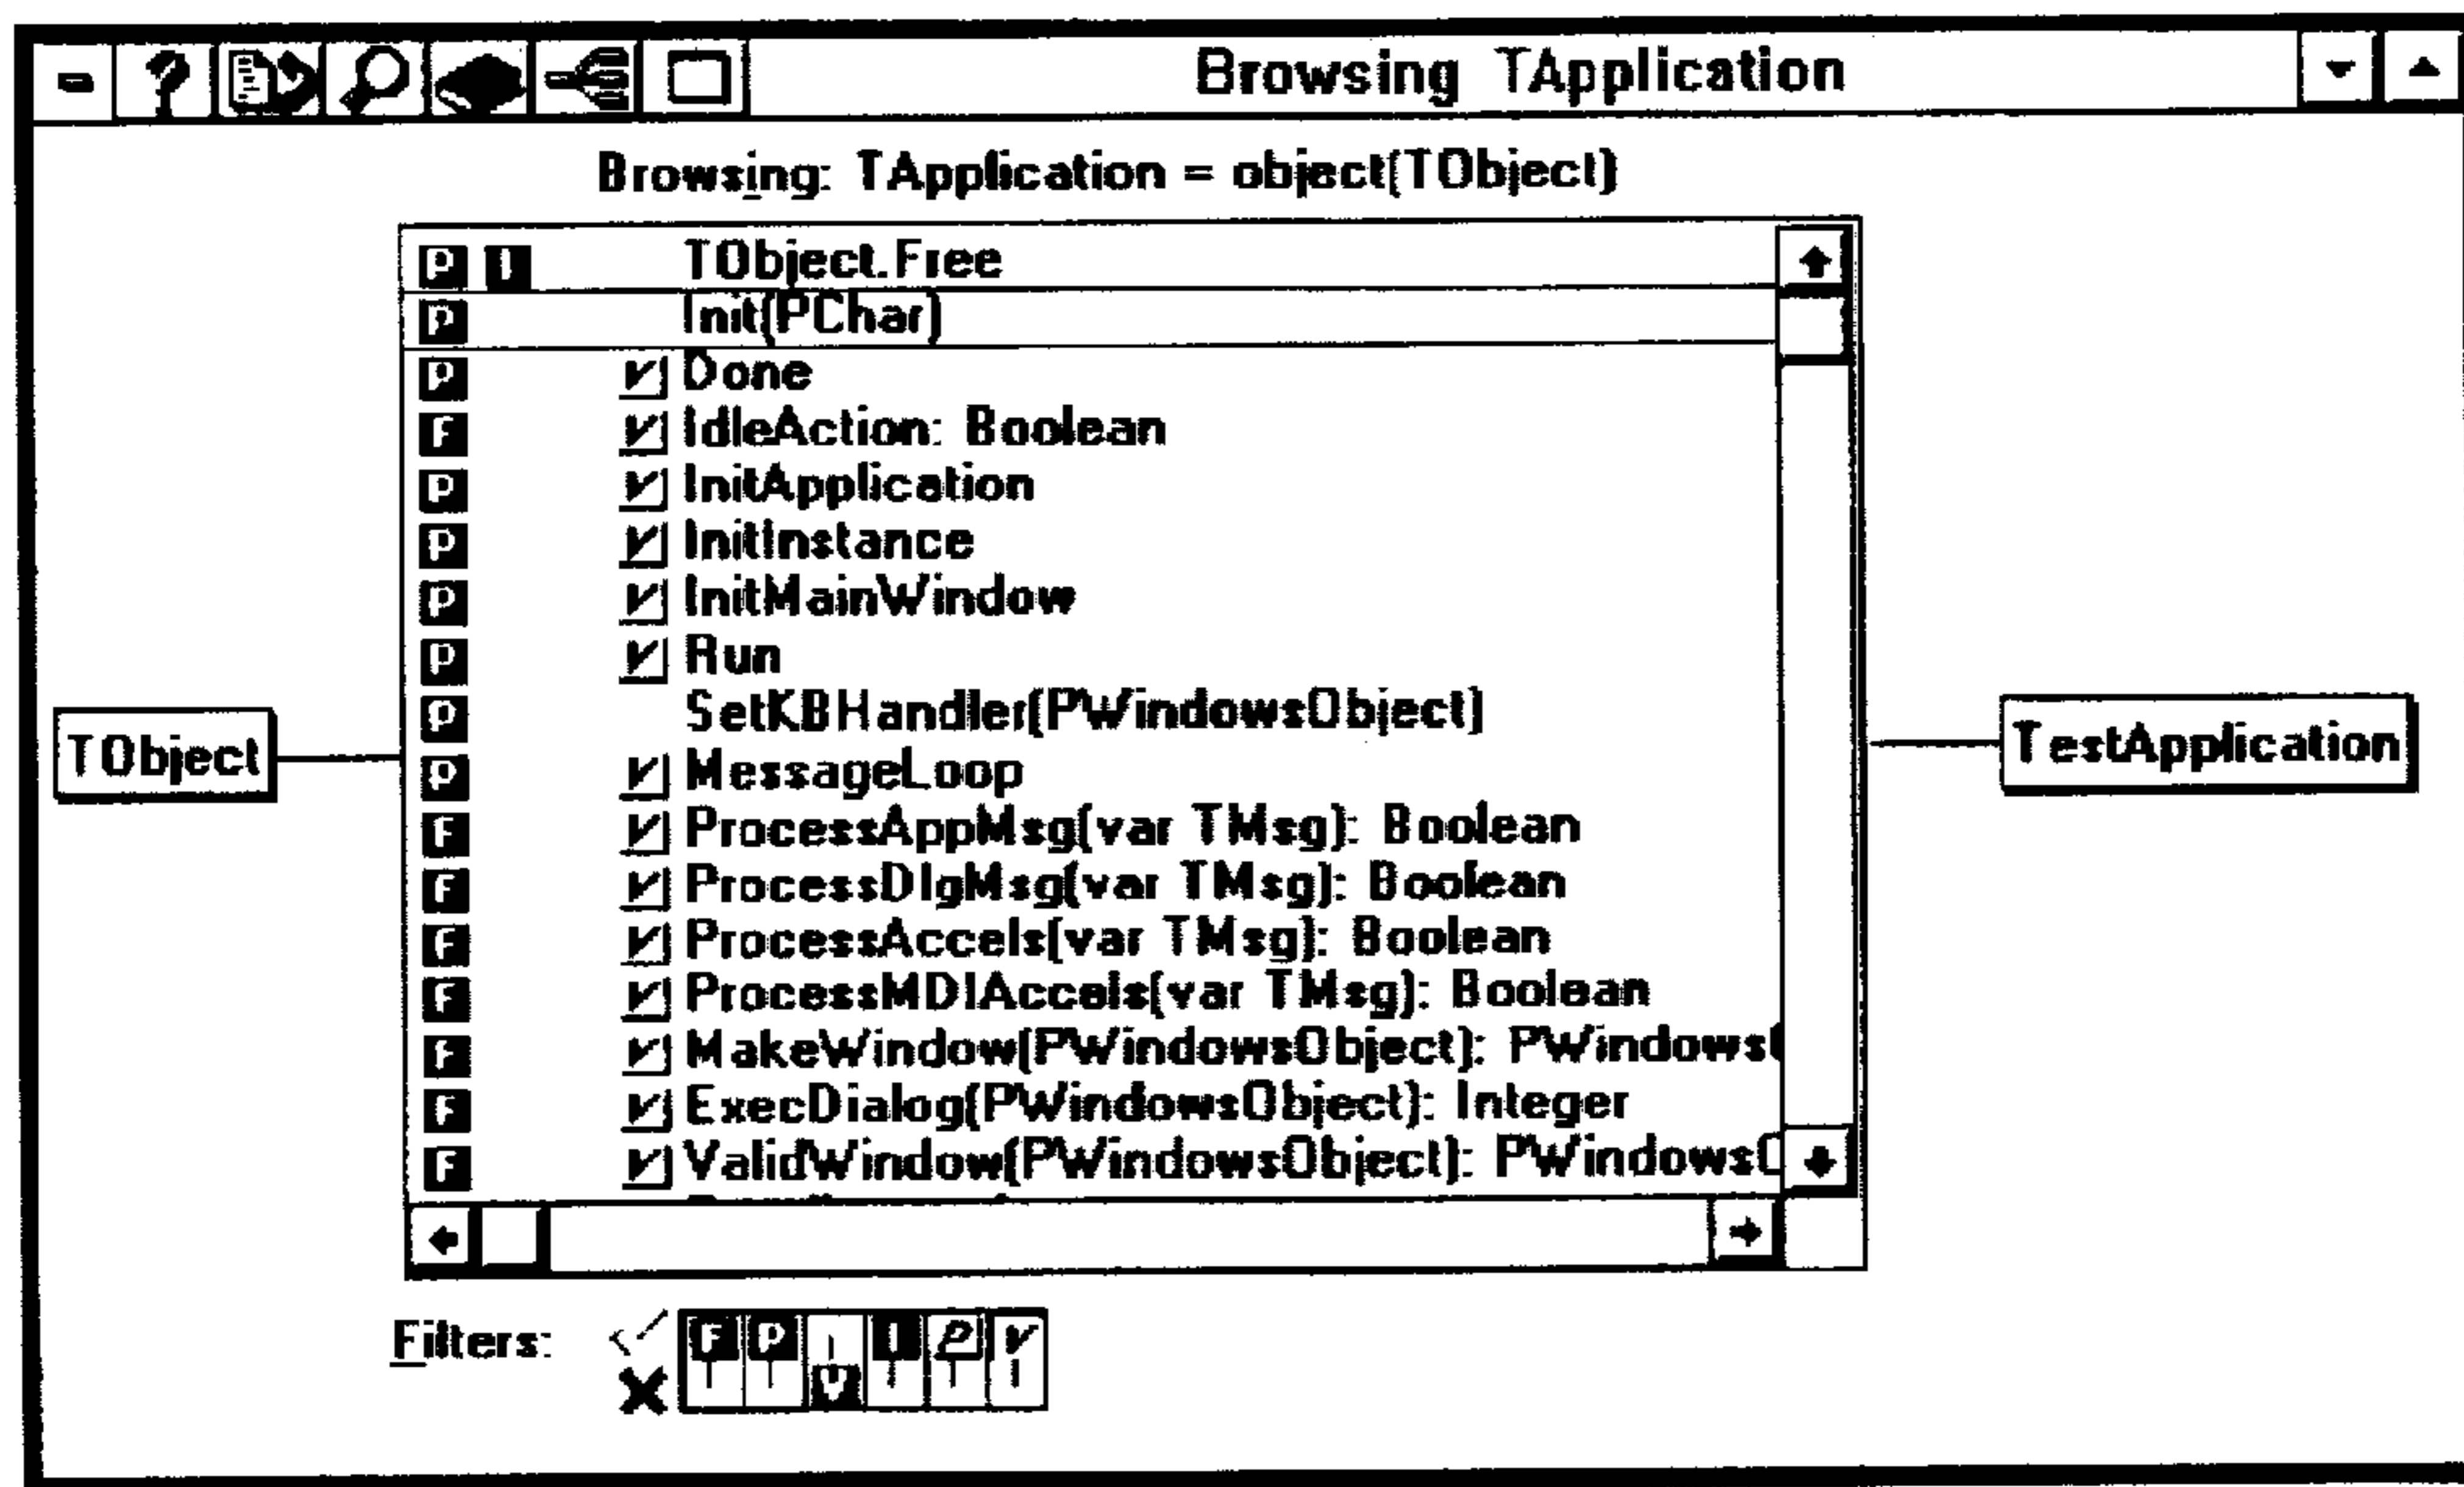 Browsing TApplication
Browsing: TApplication = object(TObject)
P I TObject.Free
P Init(PChar)
P V Done
F V IdleAction: Boolean
P V InitApplication
P V InitInstance
P V InitMainWindow
P V Run
P SetKBHandler(PWindowsObject)
P V MessageLoop
F V ProcessAppMsg(var TMsg): Boolean
F V ProcessDlgMsg(var TMsg): Boolean
F V ProcessAccels(var TMsg): Boolean
F V ProcessMDIAccels(var TMsg): Boolean
F V MakeWindow(PWindowsObject): PWindowsO
F V ExecDialog(PWindowsObject): Integer
F V ValidWindow(PWindowsObject): PWindowsO
TObject
TestApplication
Filters: F P V I P V